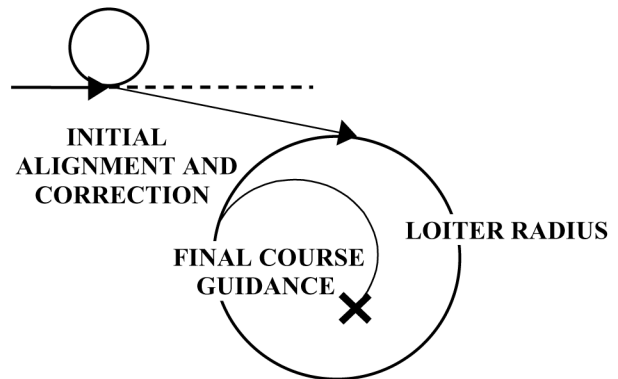 INITIAL
ALIGNMENT AND
CORRECTION
LOITER RADIUS
FINAL COURSE
GUIDANCE